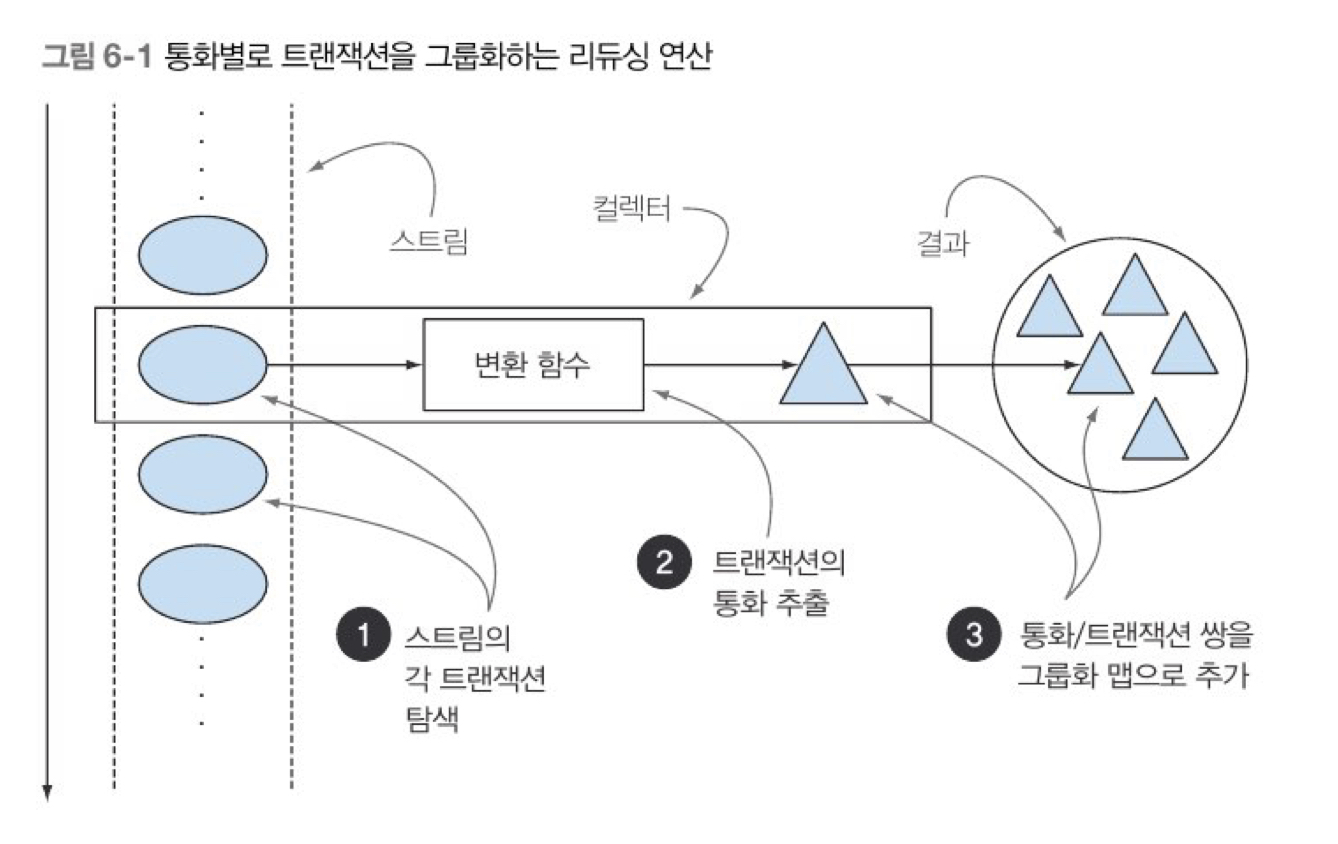 그림 6-1 통화별로 트랜잭션을 그룹화하는 리듀싱 연산
스트림
컬렉터
결과
변환 함수
1 스트림의
각 트랜잭션
탐색
2 트랜잭션의
통화 추출
3 통화/트랜잭션 쌍을
그룹화 맵으로 추가